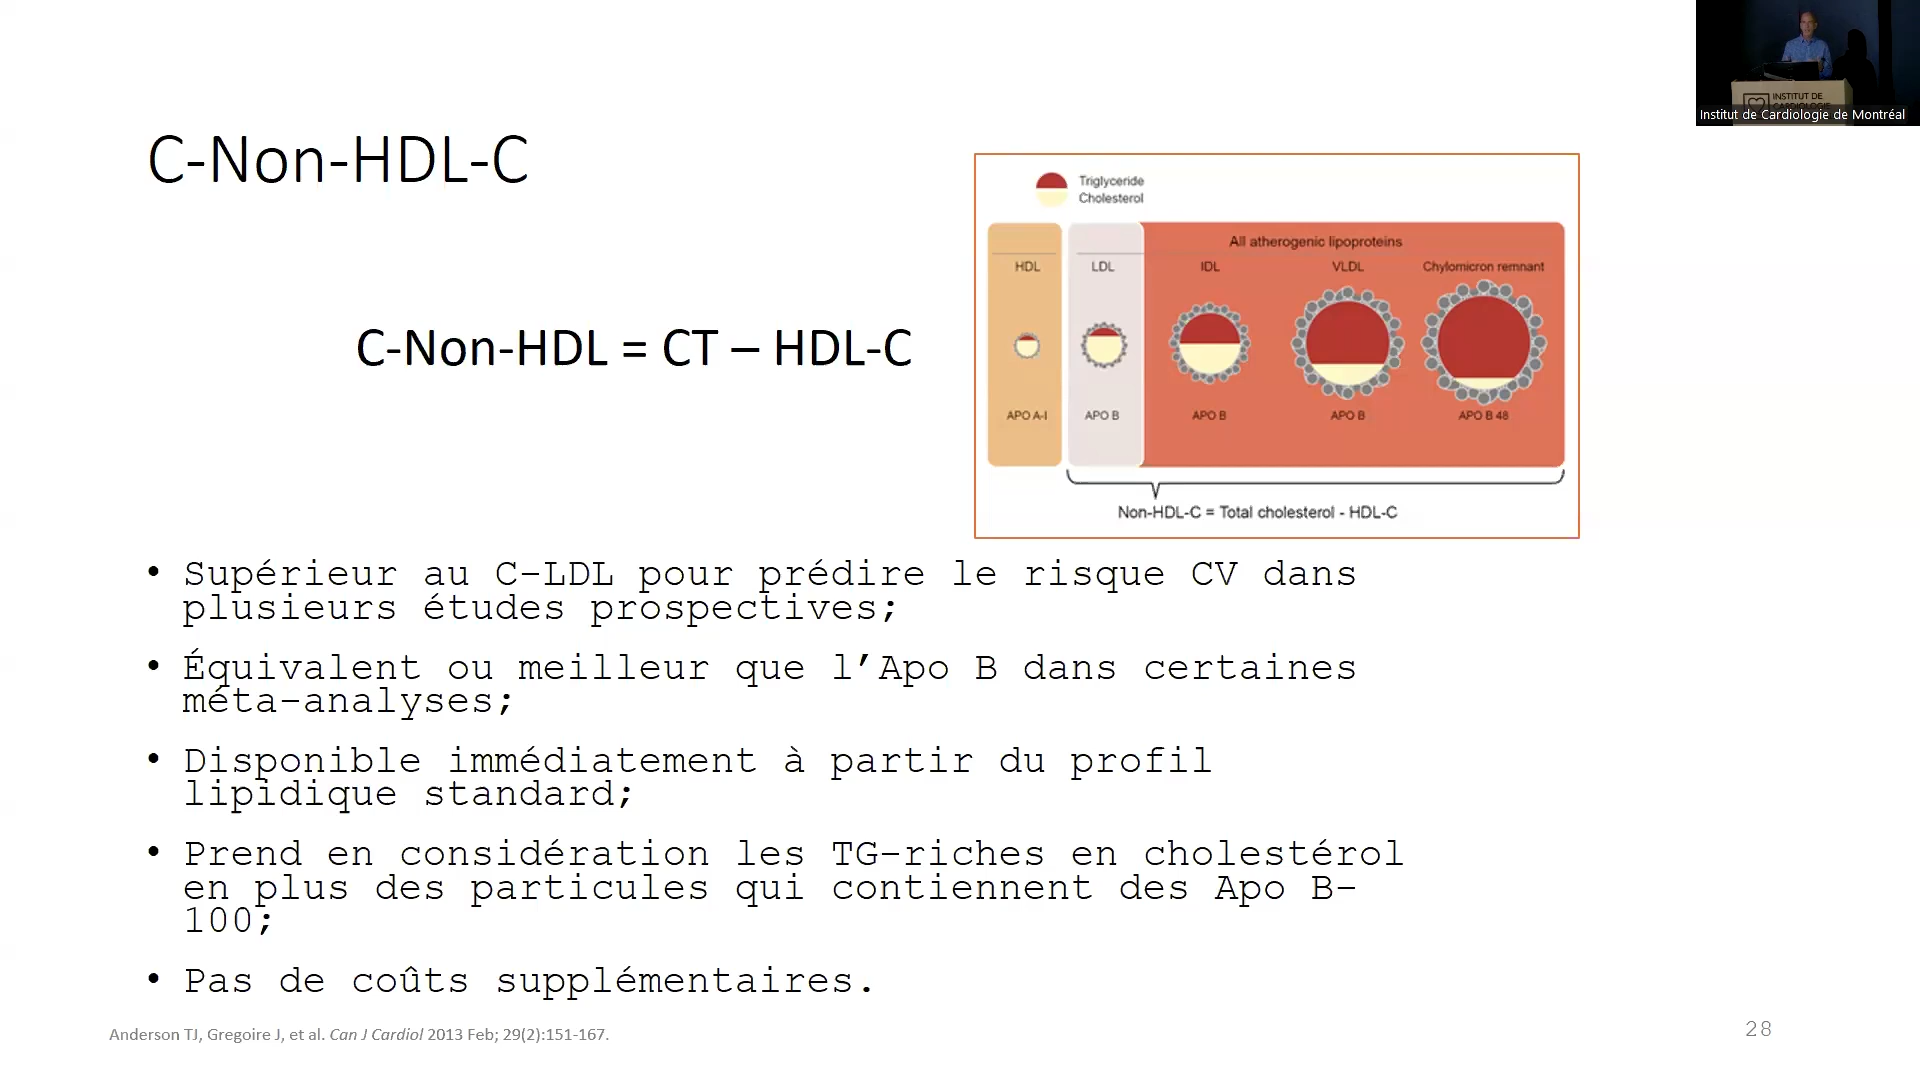 C-Non-HDL-C
INSTITUT DE
CARDIOLOGIE
Institut de Cardiologie de Montréal
C-Non-HDL = CT – HDL-C
Triglyceride
Cholesterol
All atherogenic lipoproteins
HDL LDL IDL VLDL Chylomicron remnant
APO A-I APO B APO B APO B APO B 48
Non-HDL-C = Total cholesterol - HDL-C
• Supérieur au C-LDL pour prédire le risque CV dans
plusieurs études prospectives;
• Équivalent ou meilleur que l’Apo B dans certaines
méta-analyses;
• Disponible immédiatement à partir du profil
lipidique standard;
• Prend en considération les TG-riches en cholestérol
en plus des particules qui contiennent des Apo B-
100;
• Pas de coûts supplémentaires.
Anderson TJ, Gregoire J, et al. Can J Cardiol 2013 Feb; 29(2):151-167.
28